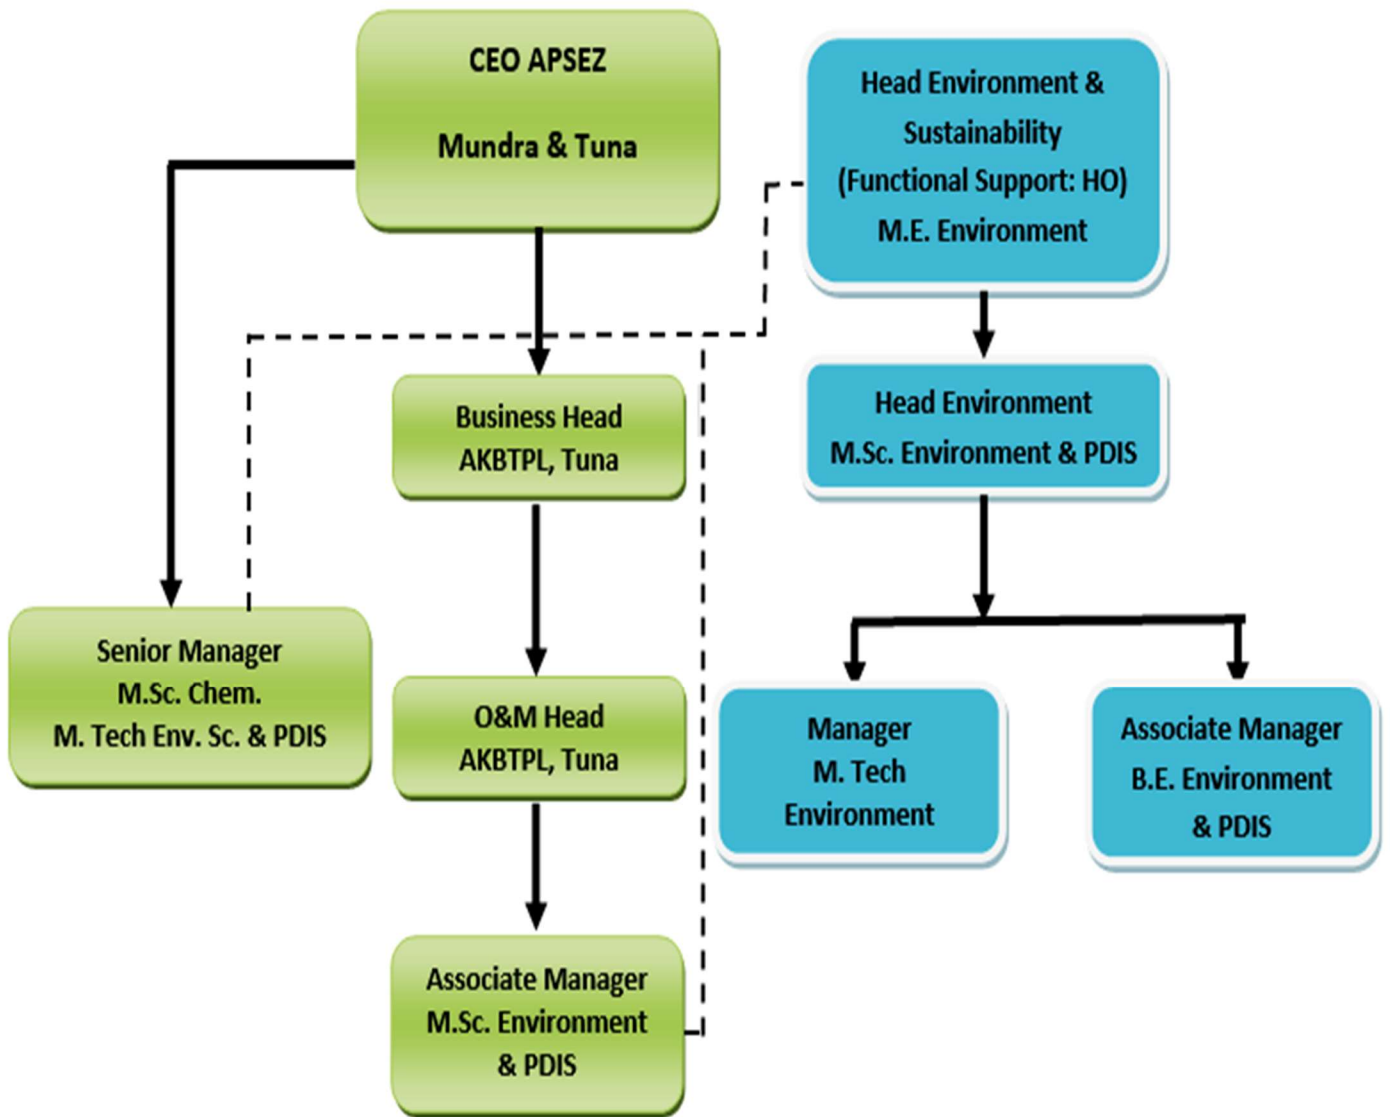 CEO APSEZ
Mundra & Tuna
Head Environment &
Sustainability
(Functional Support: HO)
M.E. Environment
Business Head
AKBTPL, Tuna
Head Environment
M.Sc. Environment & PDIS
Senior Manager
M.Sc. Chem.
M. Tech Env. Sc. & PDIS
O&M Head
AKBTPL, Tuna
Manager
M. Tech
Environment
Associate Manager
B.E. Environment
& PDIS
Associate Manager
M.Sc. Environment
& PDIS